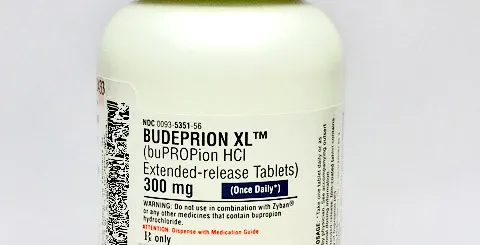 NDC 0093-5351-56
BUDEPRION XL™
(buPROPion HCl
Extended-release Tablets)
300 mg (Once Daily*)
WARNING: Do not use in combination with Zyban®
or any other medicines that contain bupropion
hydrochloride.
ATTENTION: Dispense with Medication Guide
℞ only